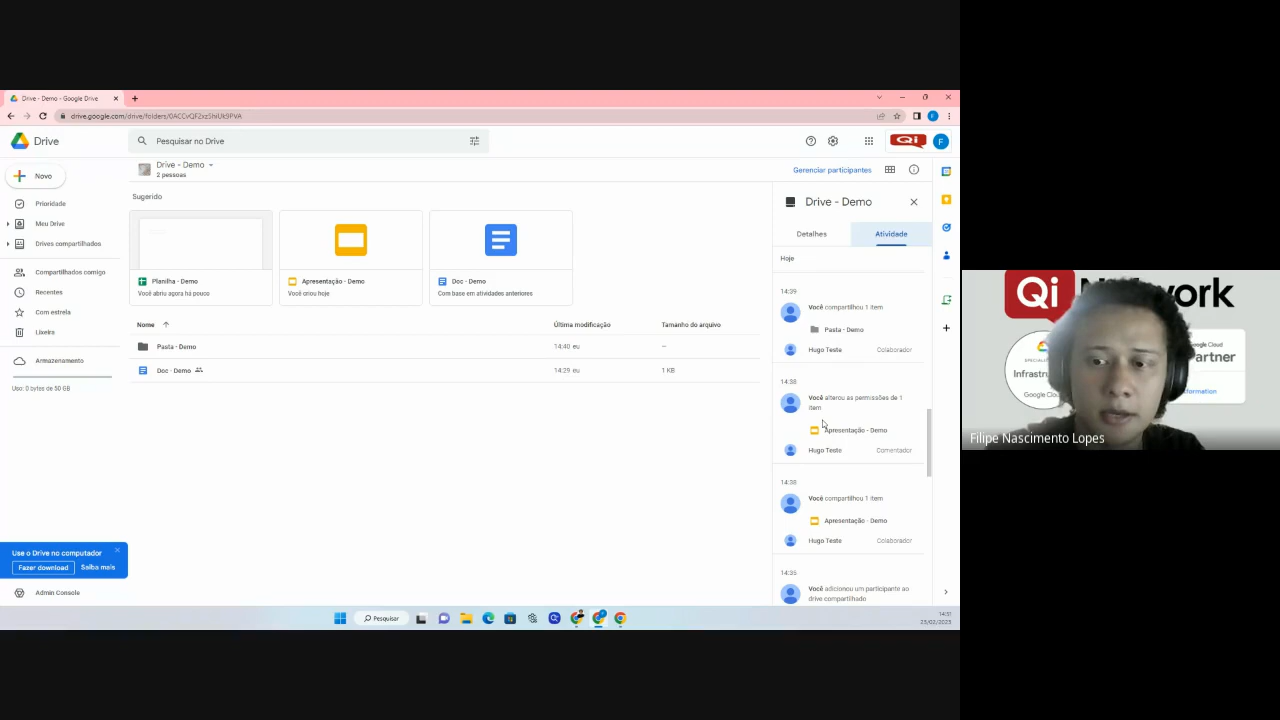 Drive - Demo - Google Drive
drive.google.com/drive/folders/0ACCvQF2xz5hiUk9PVA
Drive
Pesquisar no Drive
Qi
F
Novo
Drive - Demo
2 pessoas
Gerenciar participantes
Sugerido
Prioridade
Meu Drive
Drives compartilhados
Compartilhados comigo
Recentes
Com estrela
Lixeira
Armazenamento
Uso: 0 bytes de 50 GB
Planilha - Demo
Você abriu agora há pouco
Apresentação - Demo
Você criou hoje
Doc - Demo
Com base em atividades anteriores
Nome
Última modificação
Tamanho do arquivo
Pasta - Demo
14:40 eu
–
Doc - Demo
14:29 eu
1 KB
Drive - Demo
Detalhes
Atividade
Hoje
14:39
Você compartilhou 1 item
Pasta - Demo
Hugo Teste
Colaborador
14:38
Você alterou as permissões de 1
item
Apresentação - Demo
Hugo Teste
Comentador
14:38
Você compartilhou 1 item
Apresentação - Demo
Hugo Teste
Colaborador
14:35
Você adicionou um participante ao
drive compartilhado
Use o Drive no computador
Fazer download
Saiba mais
Admin Console
Pesquisar
14:51
23/02/2023
Qi
Google Cloud
Infra
Google Clou
Filipe Nascimento Lopes